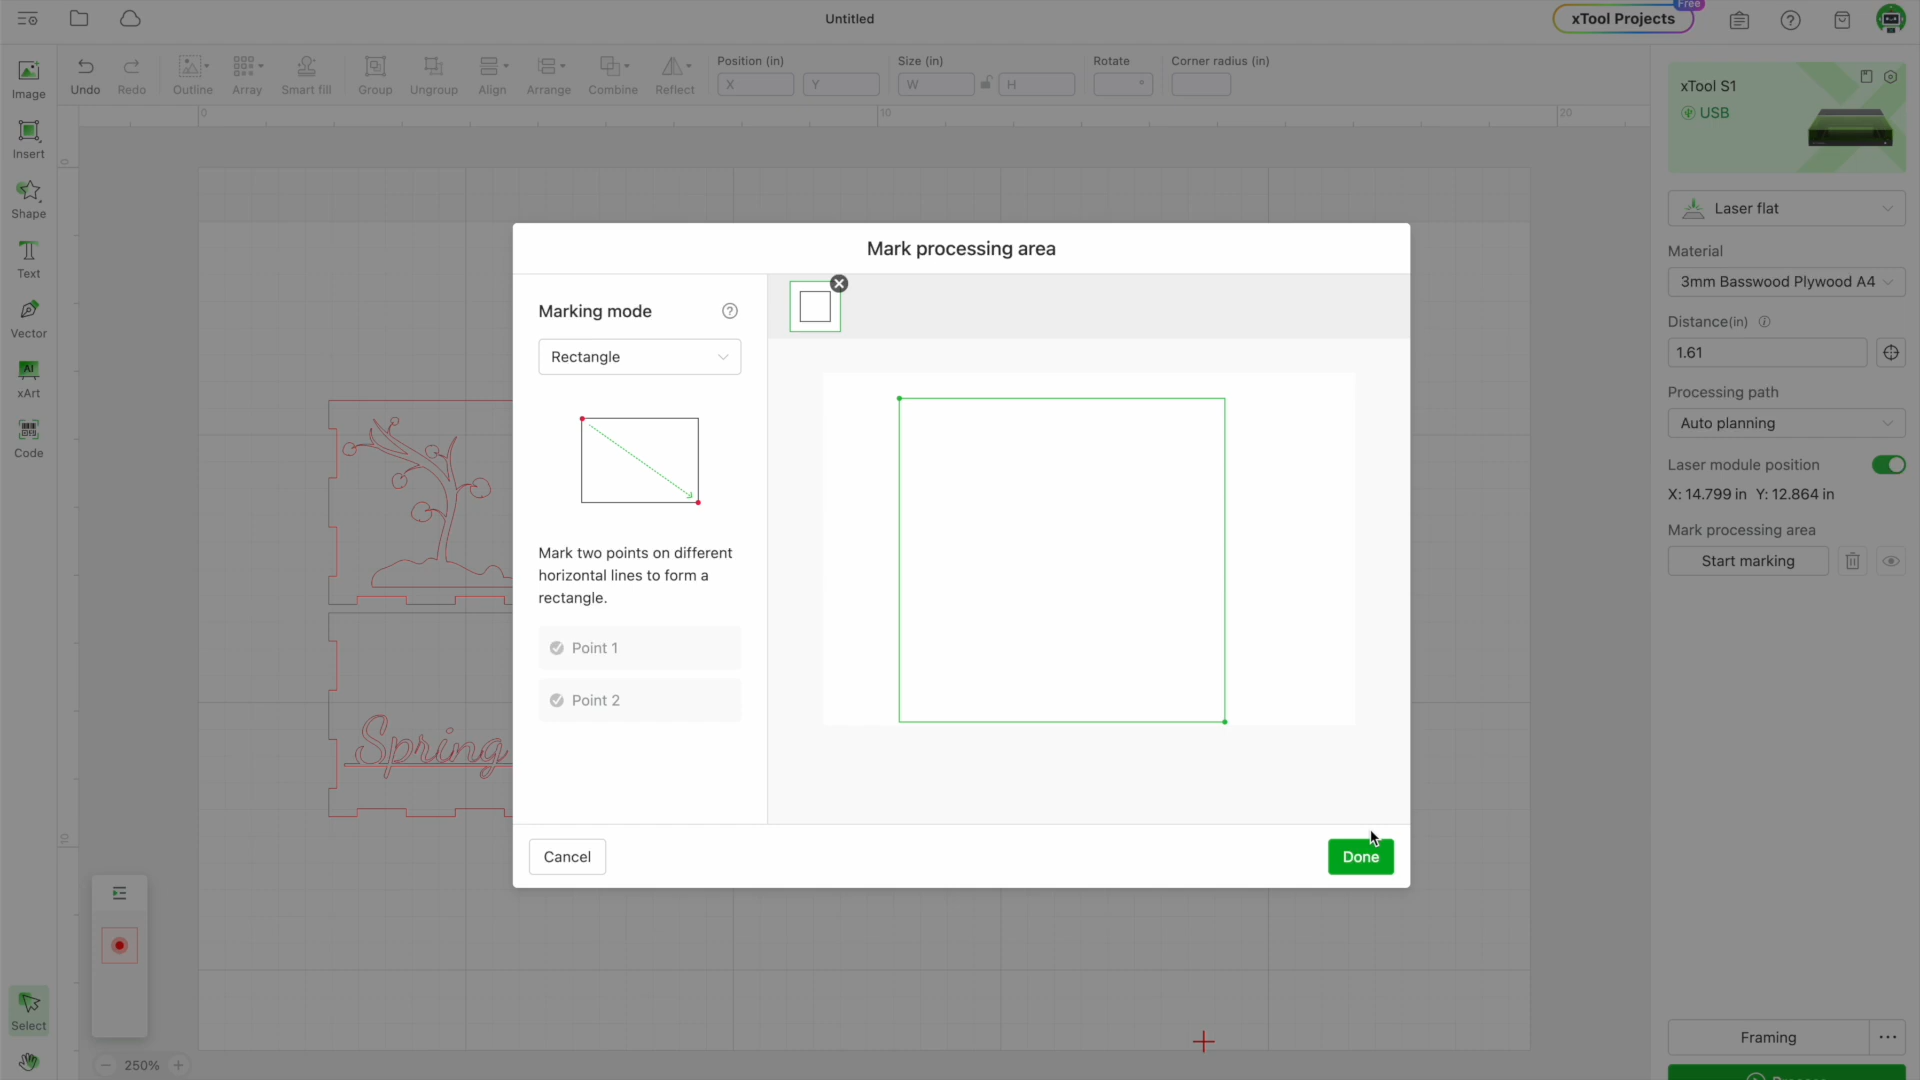 Untitled
xTool Projects
Free
Image
Insert
Shape
Text
Vector
AI
xArt
Code
Select
Undo
Redo
Outline
Array
Smart fill
Group
Ungroup
Align
Arrange
Combine
Reflect
Position (in)
X
Y
Size (in)
W
H
Rotate
°
Corner radius (in)
0
10
20
0
10
Spring
250%
Mark processing area
Marking mode
Rectangle
Mark two points on different
horizontal lines to form a
rectangle.
Point 1
Point 2
Cancel
Done
xTool S1
USB
Laser flat
Material
3mm Basswood Plywood A4
Distance(in)
1.61
Processing path
Auto planning
Laser module position
X: 14.799 in Y: 12.864 in
Mark processing area
Start marking
Framing